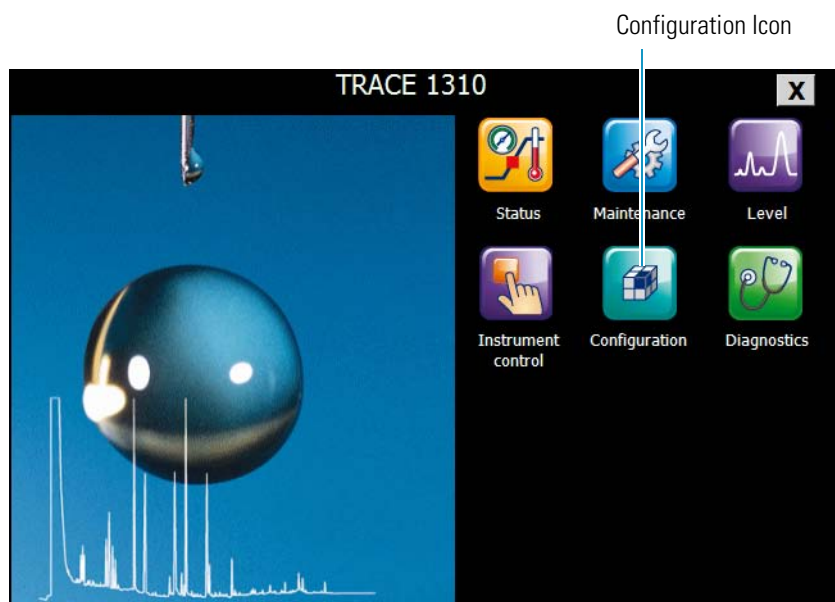 Configuration Icon
TRACE 1310
X
Status
Maintenance
Level
Instrument
control
Configuration
Diagnostics